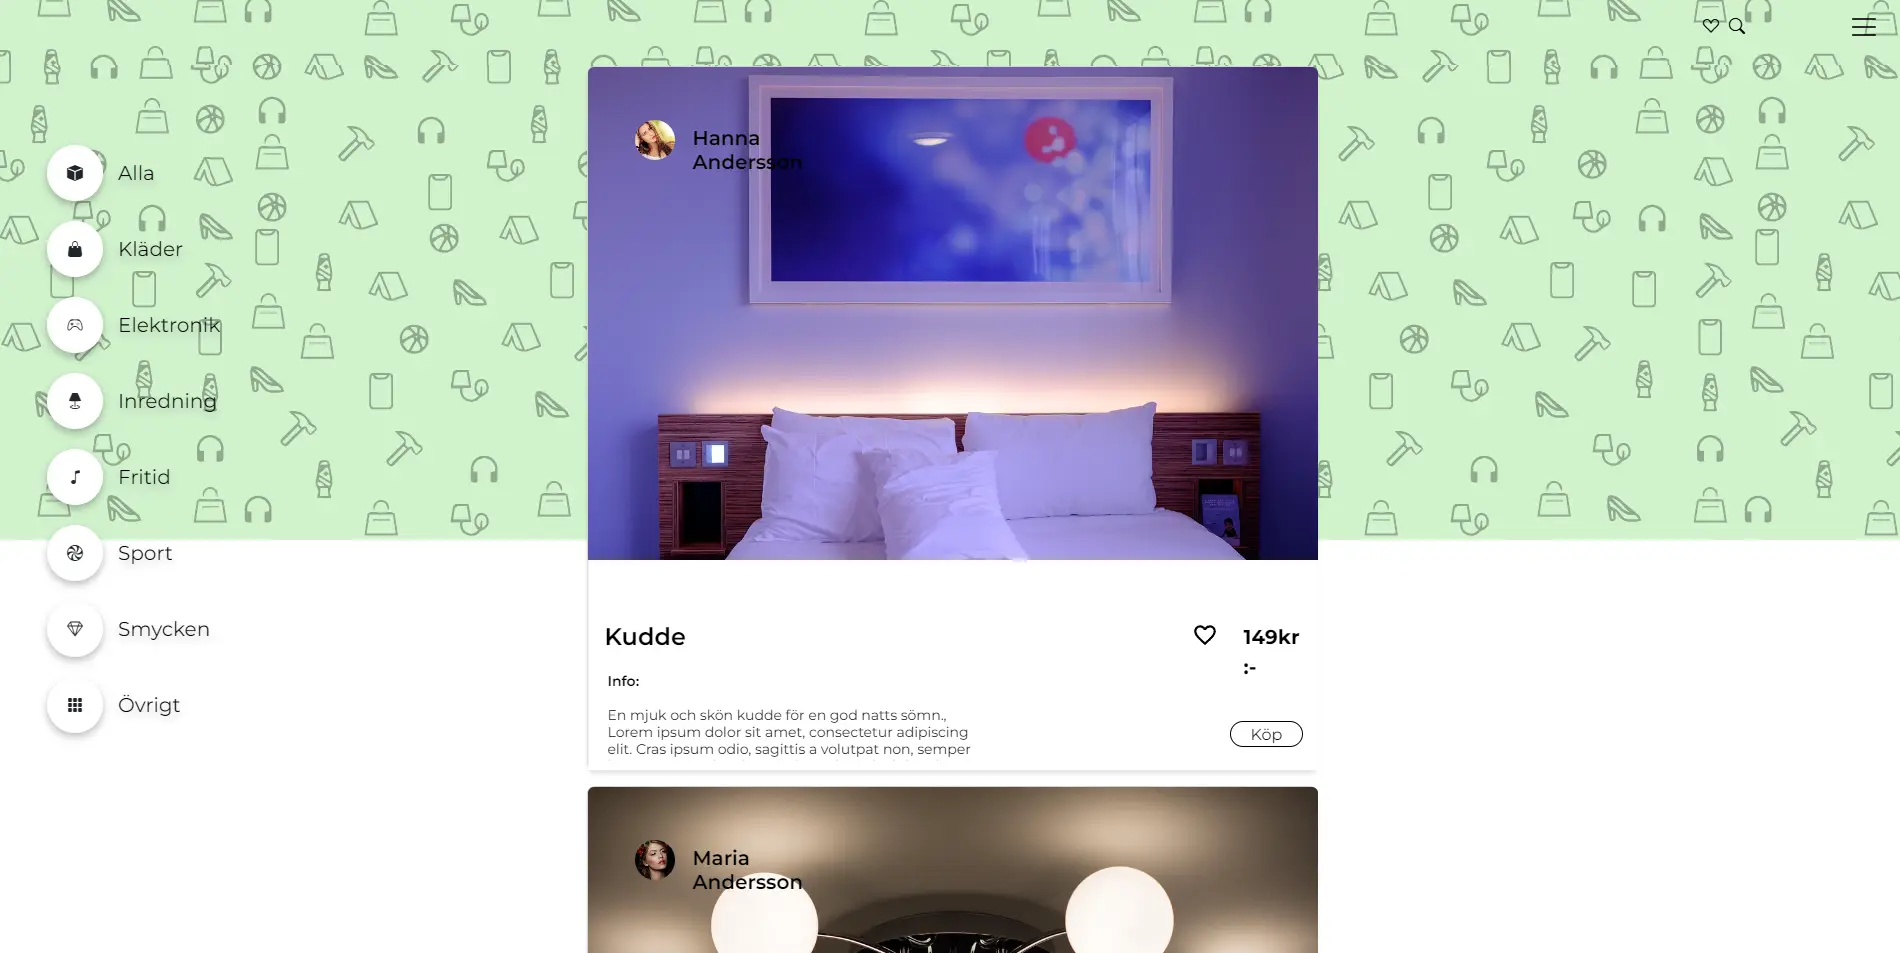 Alla
Kläder
Elektronik
Inredning
Fritid
Sport
Smycken
Övrigt
Hanna
Andersson
Kudde
149kr
:-
Info:
En mjuk och skön kudde för en god natts sömn.,
Lorem ipsum dolor sit amet, consectetur adipiscing
elit. Cras ipsum odio, sagittis a volutpat non, semper
Köp
Maria
Andersson